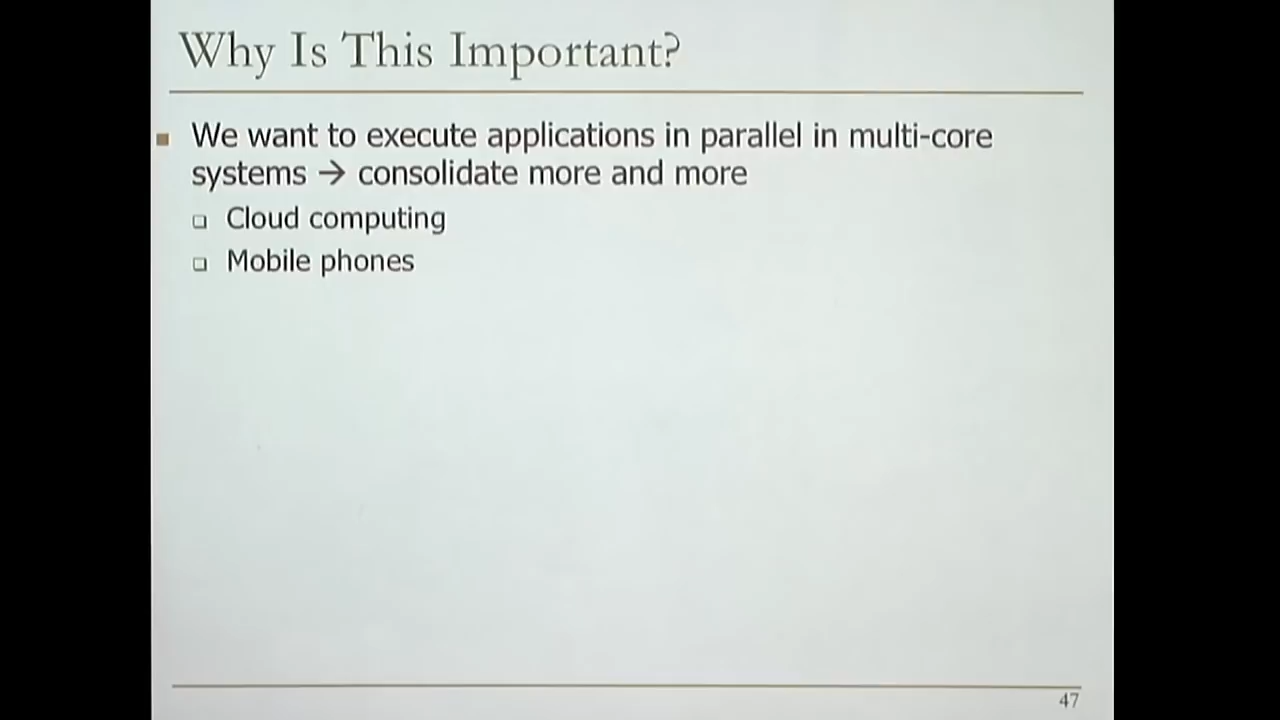 Why Is This Important?
We want to execute applications in parallel in multi-core
systems → consolidate more and more
Cloud computing
Mobile phones
47